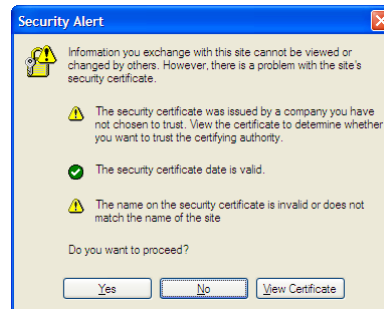 Security Alert
Information you exchange with this site cannot be viewed or
changed by others. However, there is a problem with the site's
security certificate.
The security certificate was issued by a company you have
not chosen to trust. View the certificate to determine whether
you want to trust the certifying authority.
The security certificate date is valid.
The name on the security certificate is invalid or does not
match the name of the site
Do you want to proceed?
Yes No View Certificate